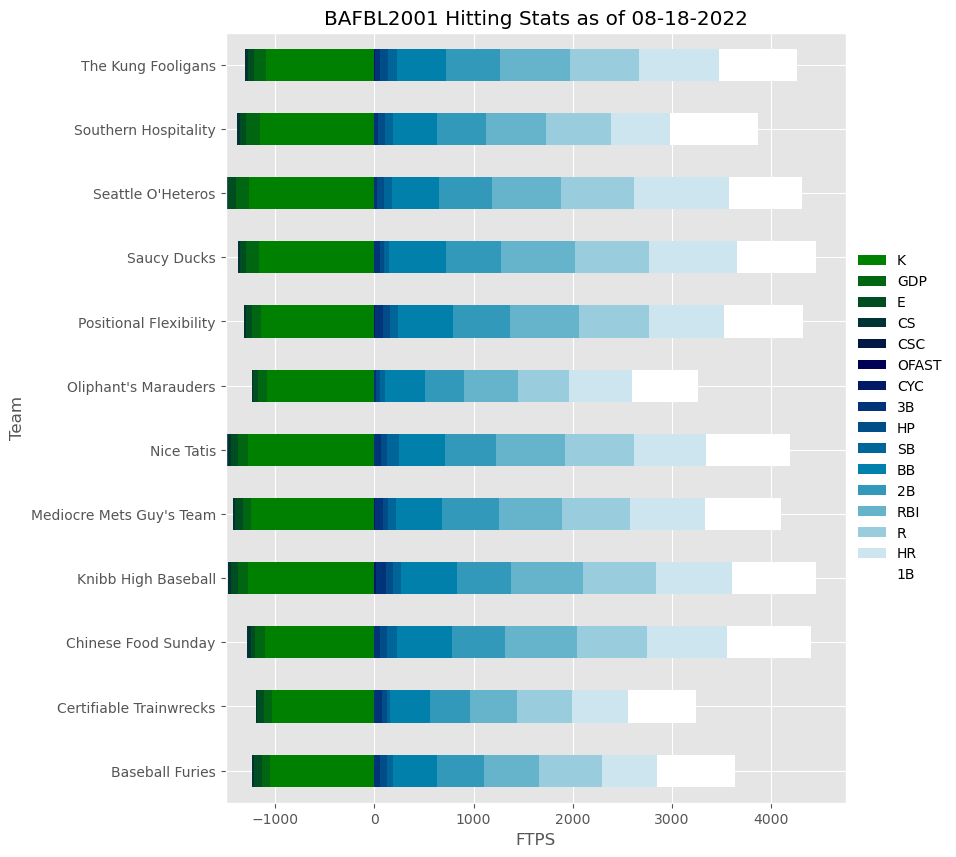 BAFBL2001 Hitting Stats as of 08-18-2022
The Kung Fooligans
Southern Hospitality
Seattle O'Heteros
Saucy Ducks
Positional Flexibility
Oliphant's Marauders
Nice Tatis
Mediocre Mets Guy's Team
Knibb High Baseball
Chinese Food Sunday
Certifiable Trainwrecks
Baseball Furies
Team
−1000
0
1000
2000
3000
4000
FTPS
K
GDP
E
CS
CSC
OFAST
CYC
3B
HP
SB
BB
2B
RBI
R
HR
1B